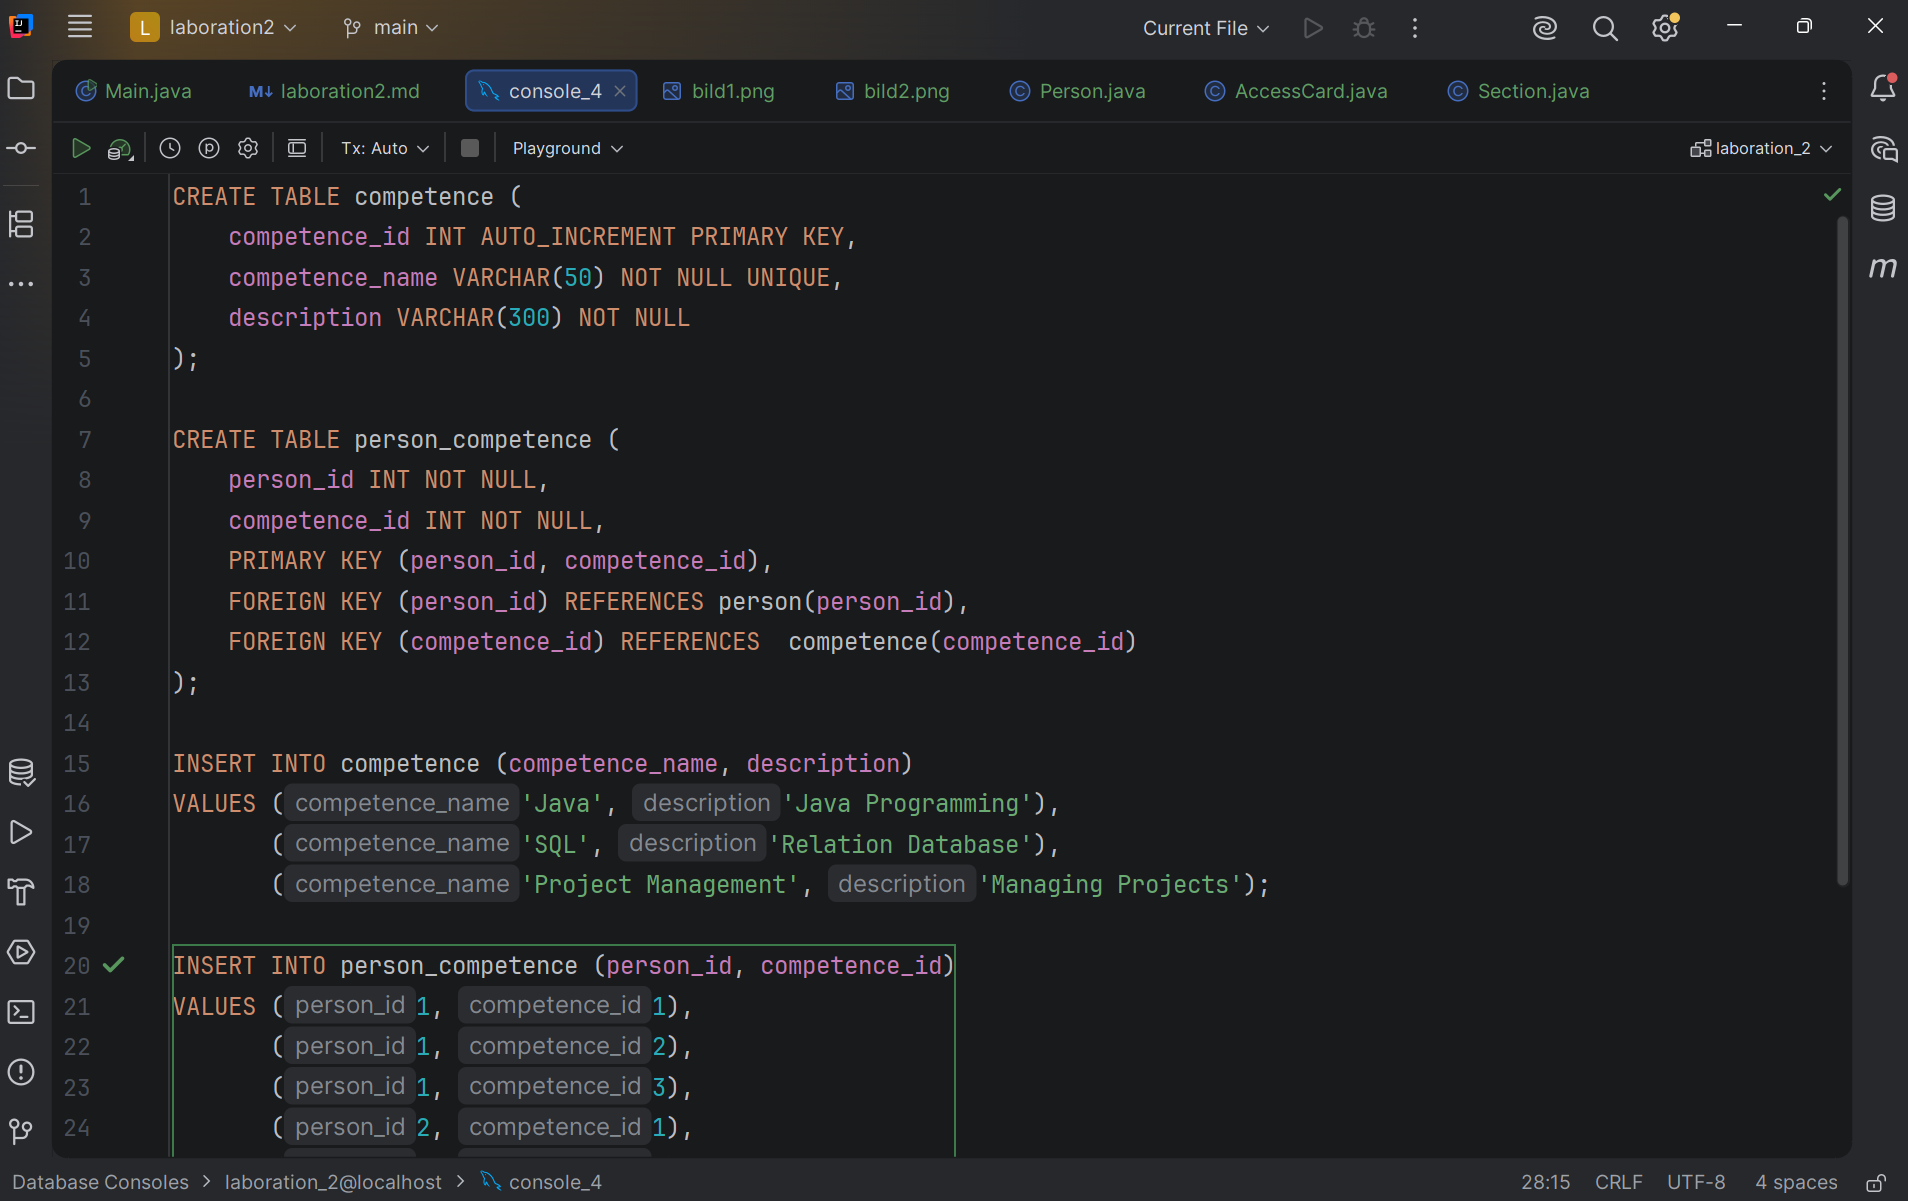 L laboration2 main Current File
Main.java M↓ laboration2.md console_4 bild1.png bild2.png Person.java AccessCard.java Section.java
Tx: Auto Playground laboration_2
1 CREATE TABLE competence (
2 competence_id INT AUTO_INCREMENT PRIMARY KEY,
3 competence_name VARCHAR(50) NOT NULL UNIQUE,
4 description VARCHAR(300) NOT NULL
5 );
6
7 CREATE TABLE person_competence (
8 person_id INT NOT NULL,
9 competence_id INT NOT NULL,
10 PRIMARY KEY (person_id, competence_id),
11 FOREIGN KEY (person_id) REFERENCES person(person_id),
12 FOREIGN KEY (competence_id) REFERENCES  competence(competence_id)
13 );
14
15 INSERT INTO competence (competence_name, description)
16 VALUES ( competence_name 'Java', description 'Java Programming'),
17 ( competence_name 'SQL', description 'Relation Database'),
18 ( competence_name 'Project Management', description 'Managing Projects');
19
20 INSERT INTO person_competence (person_id, competence_id)
21 VALUES ( person_id 1, competence_id 1),
22 ( person_id 1, competence_id 2),
23 ( person_id 1, competence_id 3),
24 ( person_id 2, competence_id 1),
Database Consoles > laboration_2@localhost > console_4 28:15 CRLF UTF-8 4 spaces